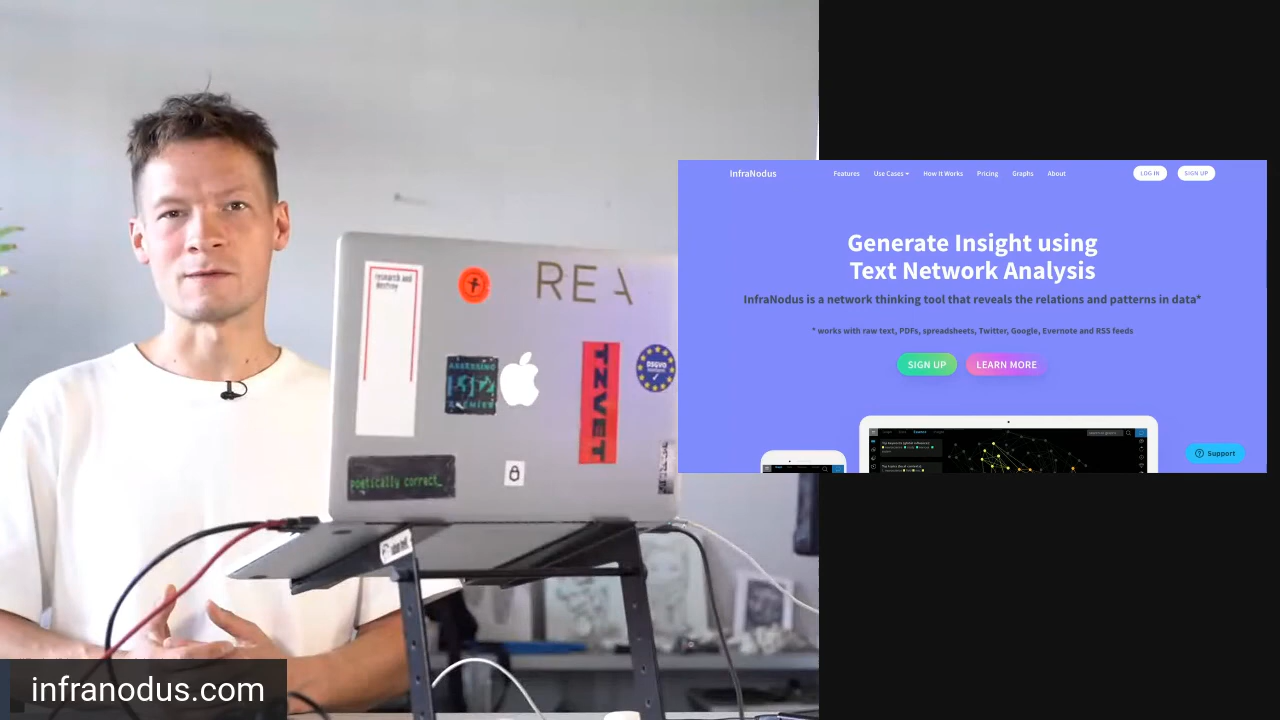 research and
destroy
REA
TZVET
DSGVO
poetically correct_
infranodus.com
InfraNodus
Features
Use Cases
How It Works
Pricing
Graphs
About
LOG IN
SIGN UP
Generate Insight using
Text Network Analysis
InfraNodus is a network thinking tool that reveals the relations and patterns in data*
* works with raw text, PDFs, spreadsheets, Twitter, Google, Evernote and RSS feeds
SIGN UP
LEARN MORE
Support